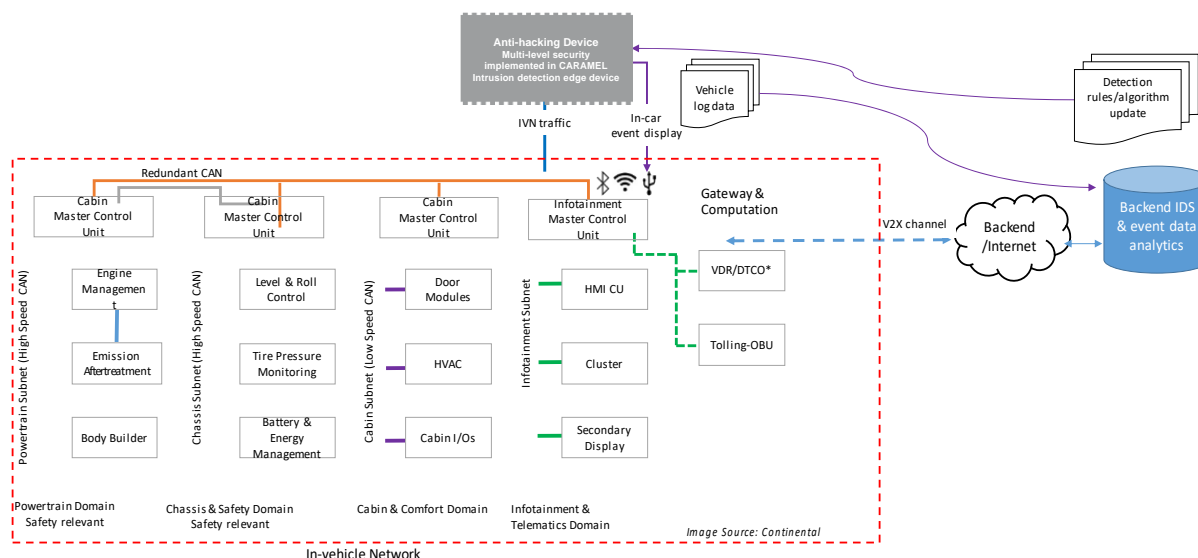 Anti-hacking Device
Multi-level security
implemented in CARAMEL
Intrusion detection edge device
Vehicle
log data
Detection
rules/algorithm
update
IVN traffic
In-car
event display
Redundant CAN
Cabin
Master Control
Unit
Cabin
Master Control
Unit
Cabin
Master Control
Unit
Infotainment
Master Control
Unit
Gateway &
Computation
V2X channel
Backend
/Internet
Backend IDS
& event data
analytics
Powertrain Subnet (High Speed CAN)
Engine
Managemen
t
Emission
Aftertreatment
Body Builder
Chassis Subnet (High Speed CAN)
Level & Roll
Control
Tire Pressure
Monitoring
Battery &
Energy
Management
Cabin Subnet (Low Speed CAN)
Door
Modules
HVAC
Cabin I/Os
Infotainment Subnet
HMI CU
Cluster
Secondary
Display
VDR/DTCO*
Tolling-OBU
Powertrain Domain
Safety relevant
Chassis & Safety Domain
Safety relevant
Cabin & Comfort Domain
Infotainment &
Telematics Domain
Image Source: Continental
In-vehicle Network